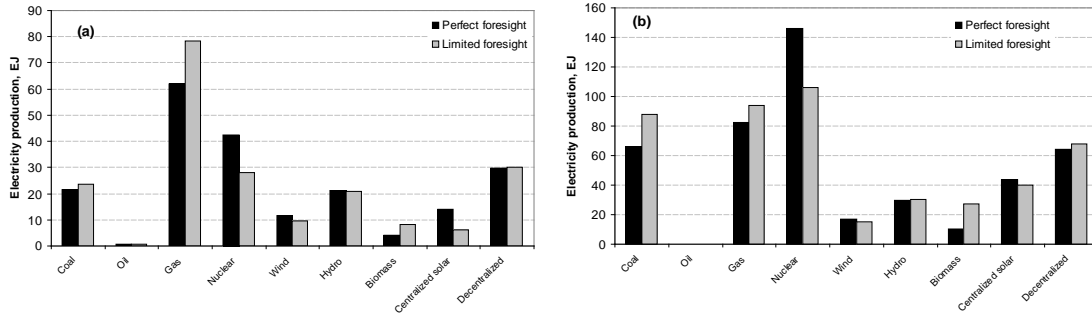 (a)
Perfect foresight
Limited foresight
Electricity production, EJ
90
80
70
60
50
40
30
20
10
0
Coal
Oil
Gas
Nuclear
Wind
Hydro
Biomass
Centralized solar
Decentralized
(b)
Perfect foresight
Limited foresight
Electricity production, EJ
160
140
120
100
80
60
40
20
0
Coal
Oil
Gas
Nuclear
Wind
Hydro
Biomass
Centralized solar
Decentralized